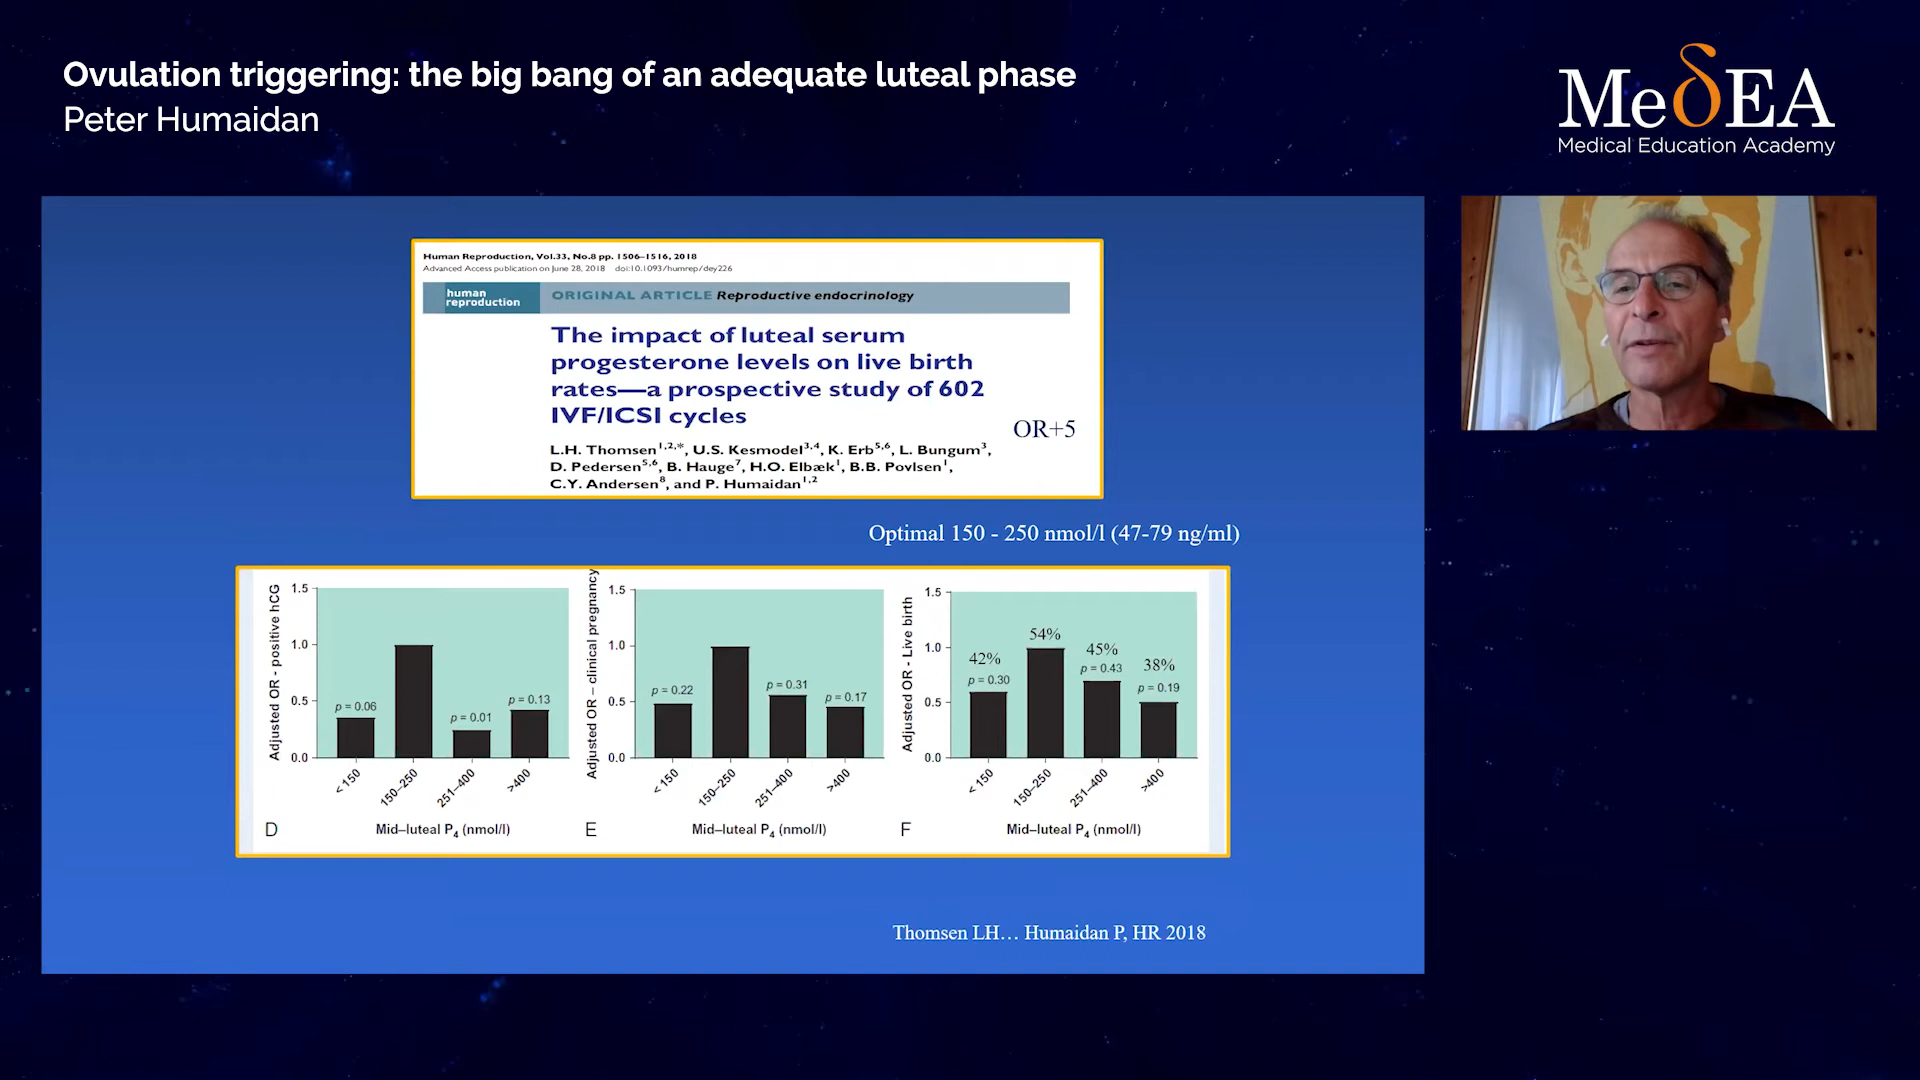 Ovulation triggering: the big bang of an adequate luteal phase
Peter Humaidan
MeδEA
Medical Education Academy
Human Reproduction, Vol.33, No.8 pp. 1506–1516, 2018
Advanced Access publication on June 28, 2018 doi:10.1093/humrep/dey226
human
reproduction
ORIGINAL ARTICLE Reproductive endocrinology
The impact of luteal serum
progesterone levels on live birth
rates—a prospective study of 602
IVF/ICSI cycles
OR+5
L.H. Thomsen1,2,*, U.S. Kesmodel3,4, K. Erb5,6, L. Bungum3,
D. Pedersen5,6, B. Hauge7, H.O. Elbæk1, B.B. Povlsen1,
C.Y. Andersen8, and P. Humaidan1,2
Optimal 150 - 250 nmol/l (47-79 ng/ml)
Adjusted OR - positive hCG
1.5
1.0
0.5
0.0
p = 0.06
p = 0.01
p = 0.13
<150
150–250
251–400
>400
D
Mid–luteal P4 (nmol/l)
Adjusted OR – clinical pregnancy
1.5
1.0
0.5
0.0
p = 0.22
p = 0.31
p = 0.17
<150
150–250
251–400
>400
E
Mid–luteal P4 (nmol/l)
Adjusted OR - Live birth
1.5
1.0
0.5
0.0
42%
p = 0.30
54%
45%
p = 0.43
38%
p = 0.19
<150
150–250
251–400
>400
F
Mid–luteal P4 (nmol/l)
Thomsen LH… Humaidan P, HR 2018